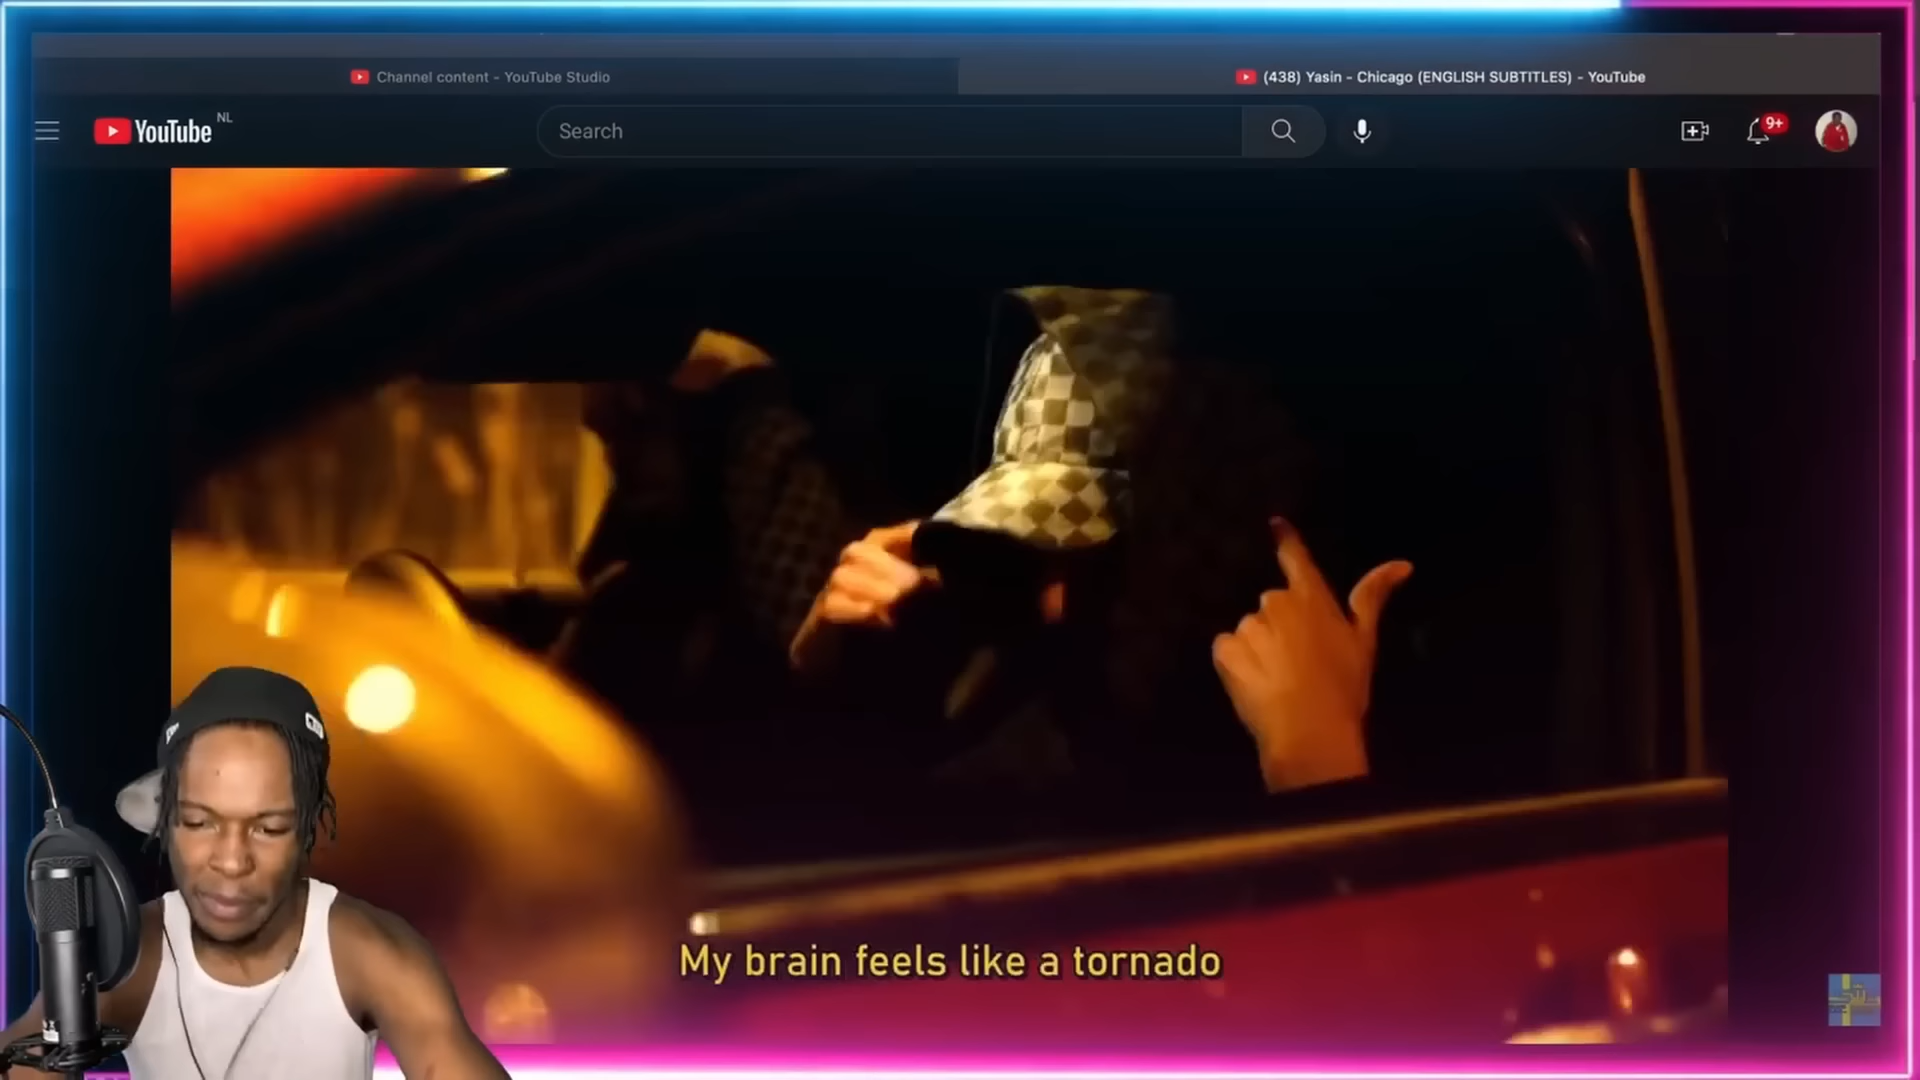 Channel content - YouTube Studio
(438) Yasin - Chicago (ENGLISH SUBTITLES) - YouTube
YouTube NL
Search
9+
My brain feels like a tornado